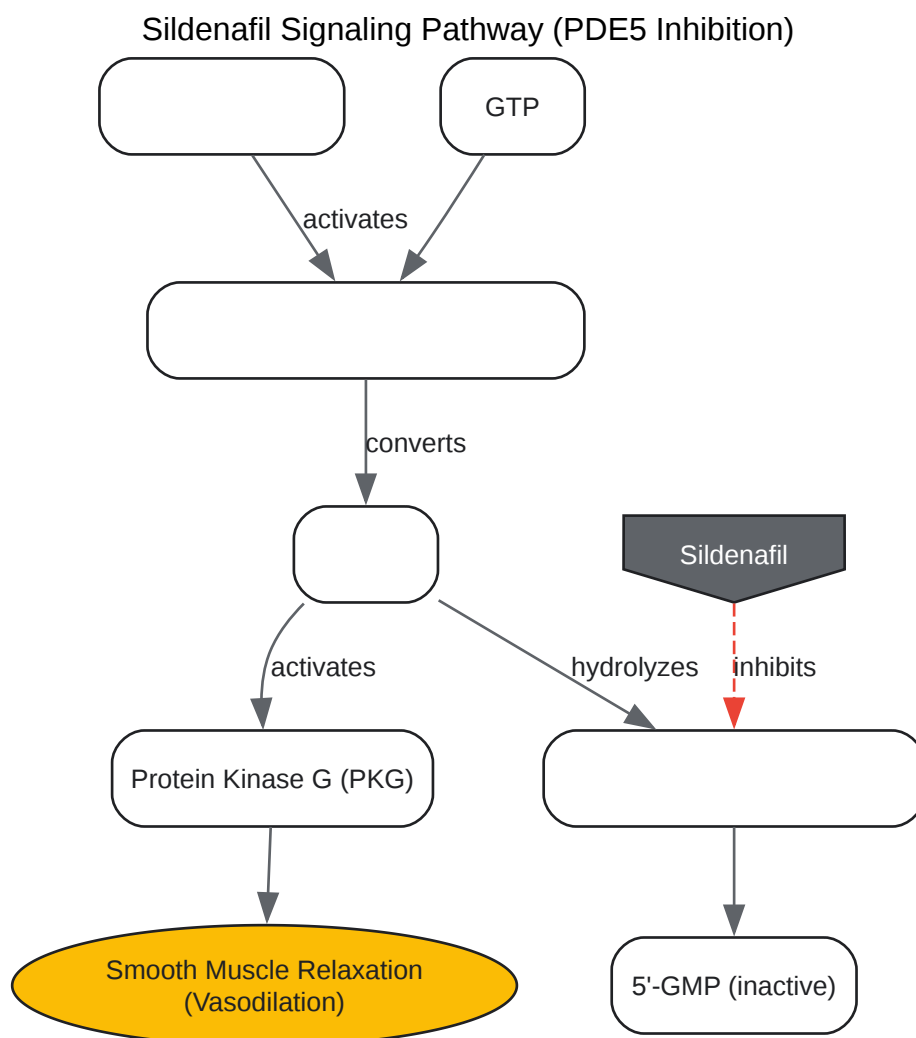 Sildenafil Signaling Pathway (PDE5 Inhibition)
GTP
activates
converts
Sildenafil
activates
hydrolyzes
inhibits
Protein Kinase G (PKG)
Smooth Muscle Relaxation
(Vasodilation)
5'-GMP (inactive)